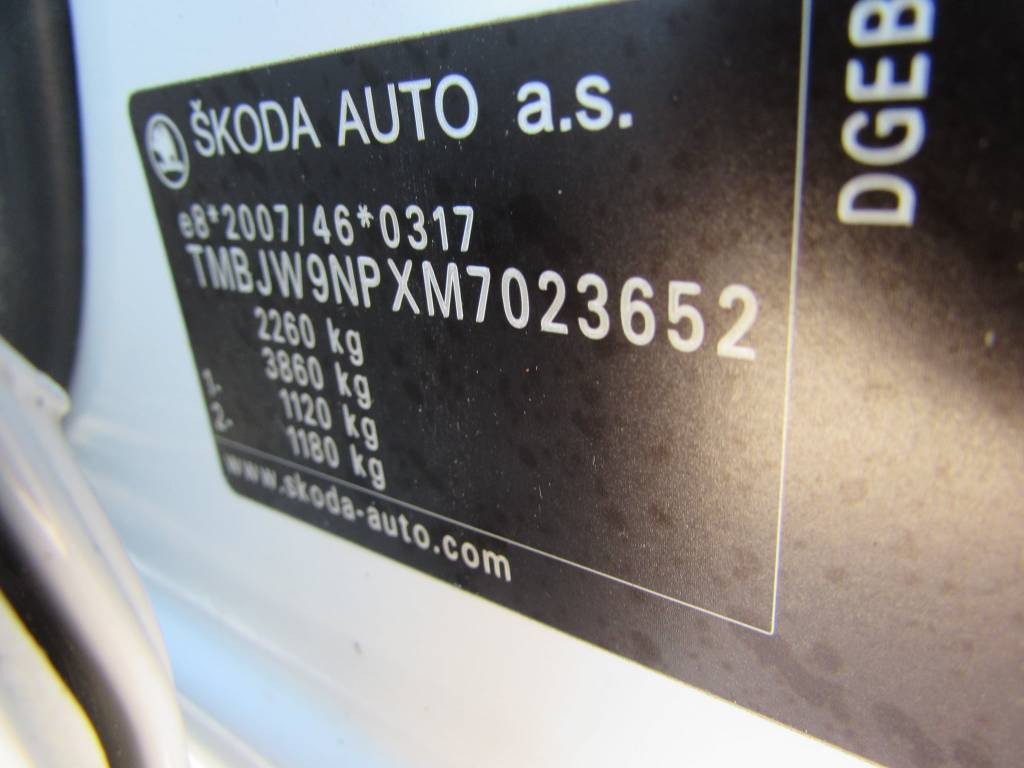 ŠKODA AUTO a.s.
e8*2007/46*0317
TMBJW9NPXM7023652
2260 kg
3860 kg
1- 1120 kg
2- 1180 kg
www.skoda-auto.com
DGEB